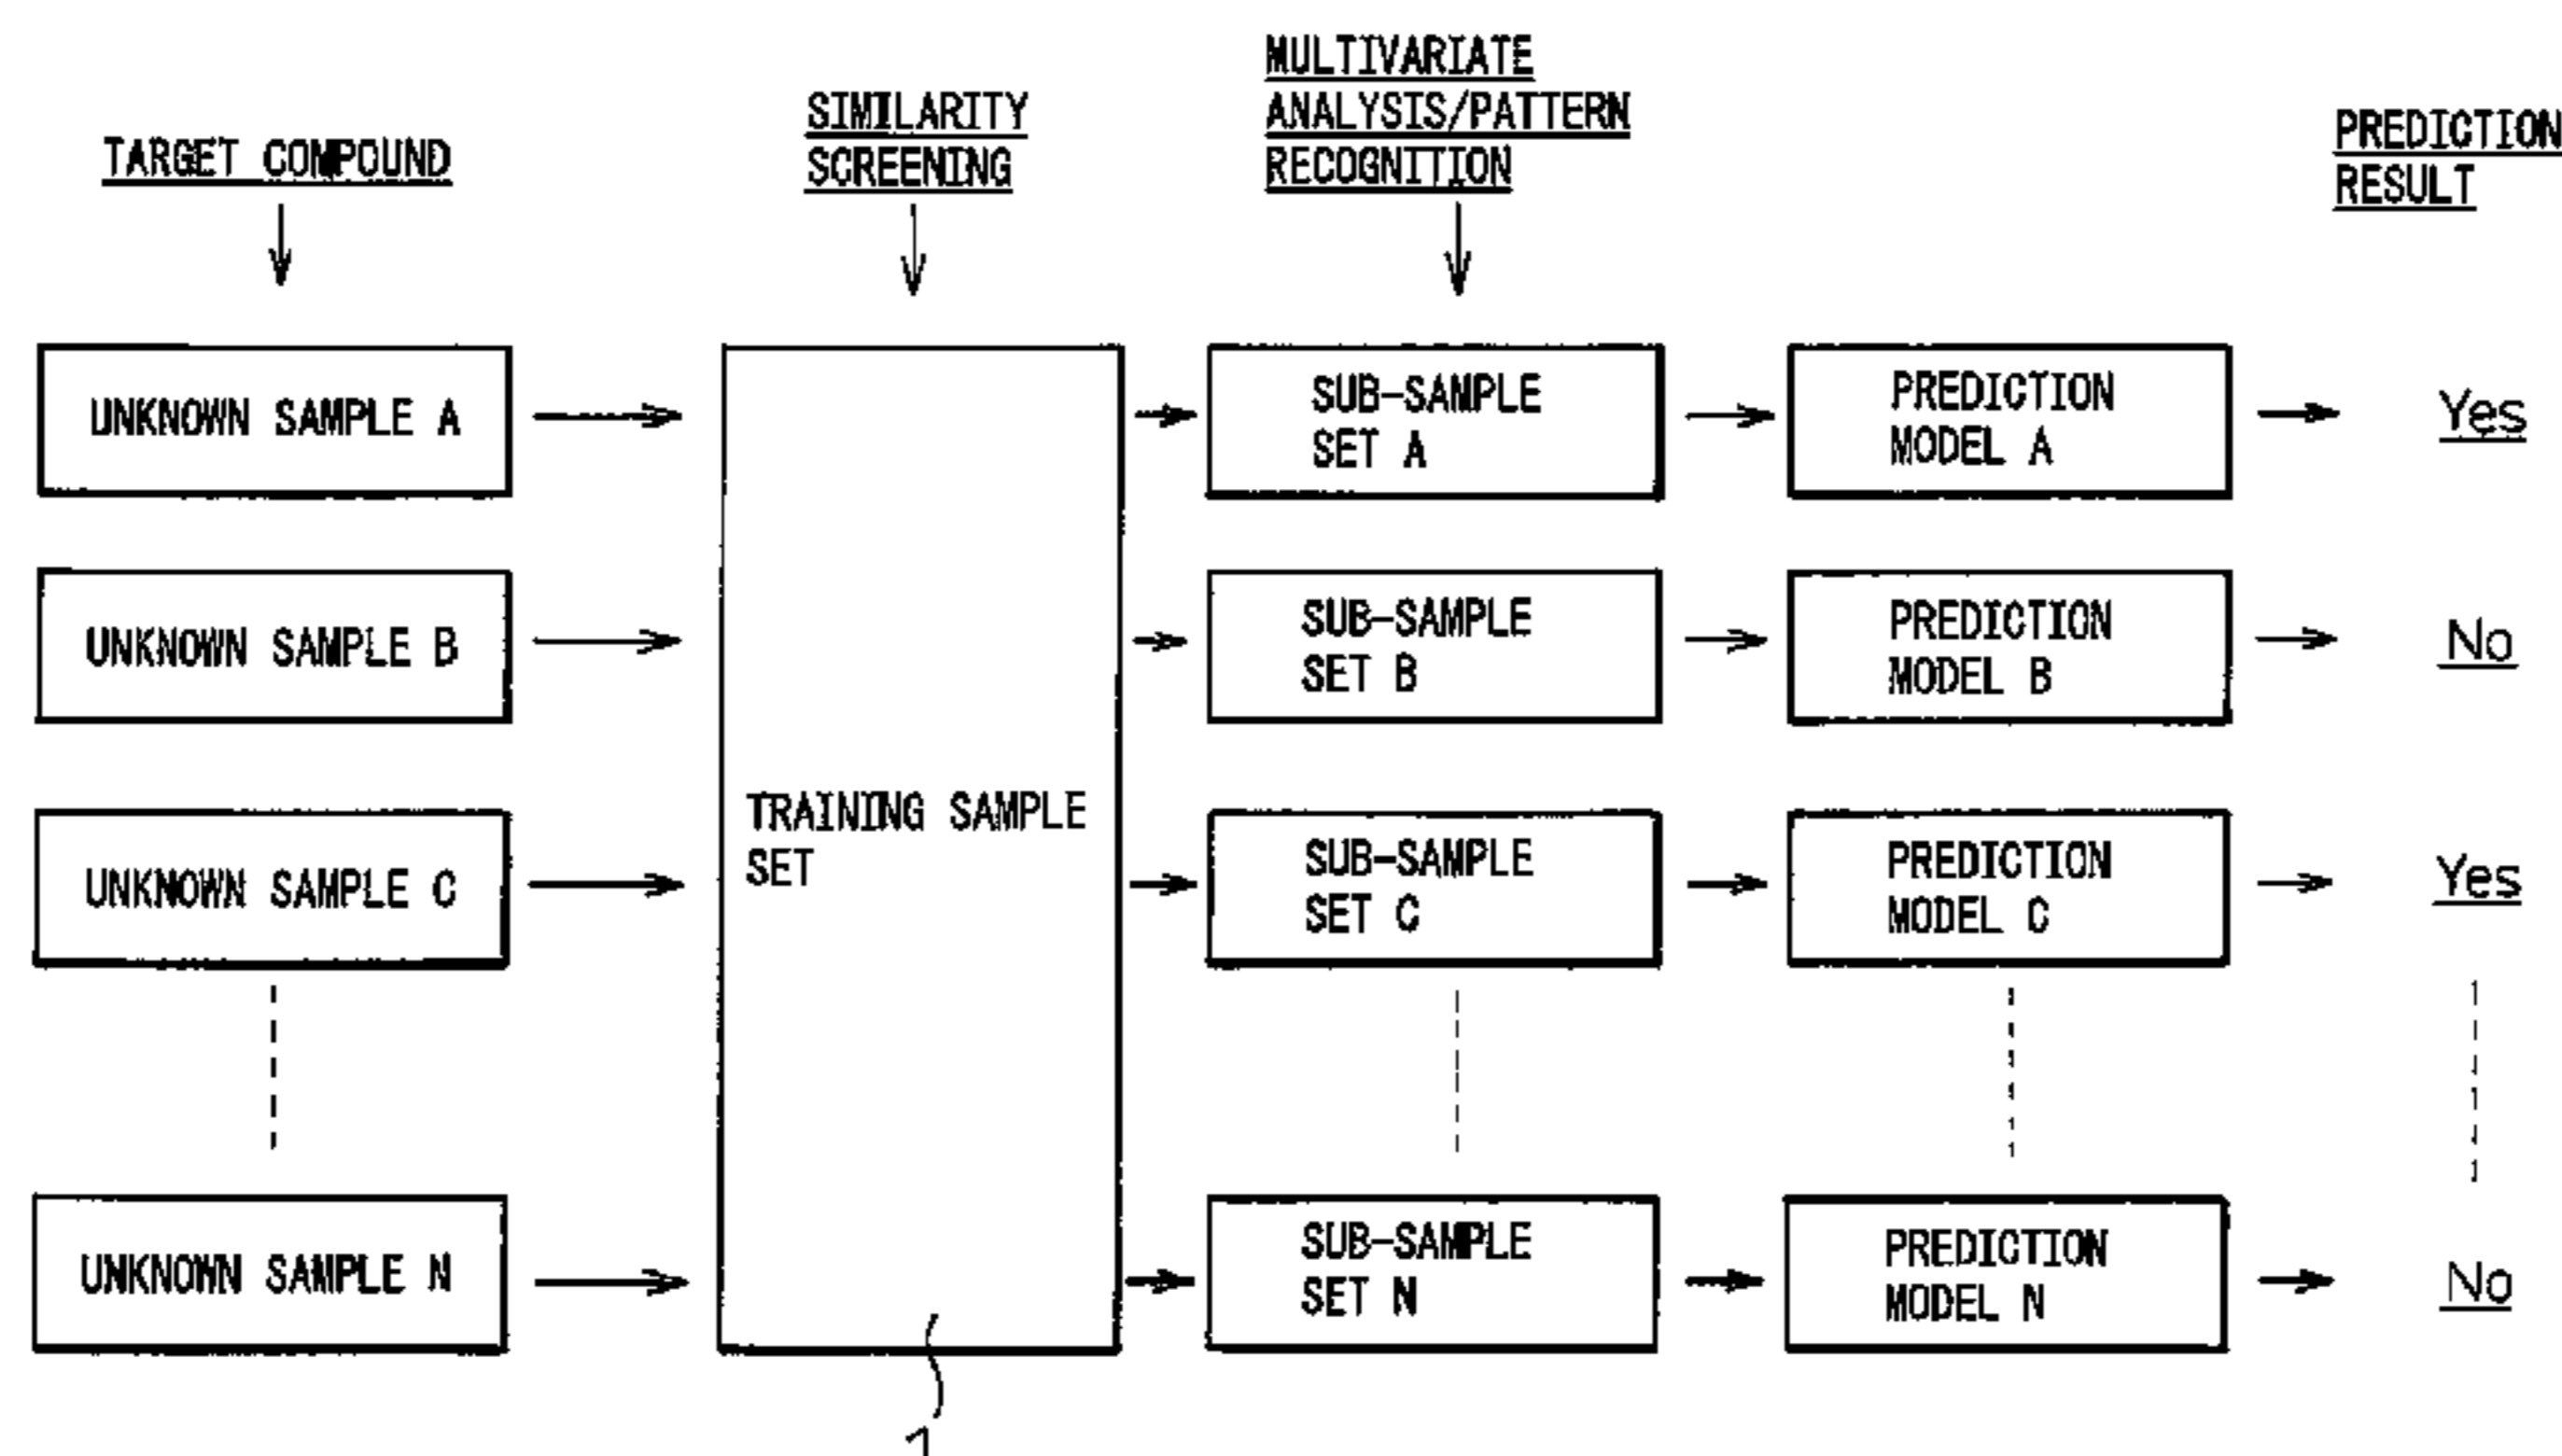 TARGET COMPOUND
SIMILARITY
SCREENING
MULTIVARIATE
ANALYSIS/PATTERN
RECOGNITION
PREDICTION
RESULT
UNKNOWN SAMPLE A
SUB-SAMPLE
SET A
PREDICTION
MODEL A
Yes
UNKNOWN SAMPLE B
SUB-SAMPLE
SET B
PREDICTION
MODEL B
No
TRAINING SAMPLE
SET
UNKNOWN SAMPLE C
SUB-SAMPLE
SET C
PREDICTION
MODEL C
Yes
UNKNOWN SAMPLE N
SUB-SAMPLE
SET N
PREDICTION
MODEL N
No
1